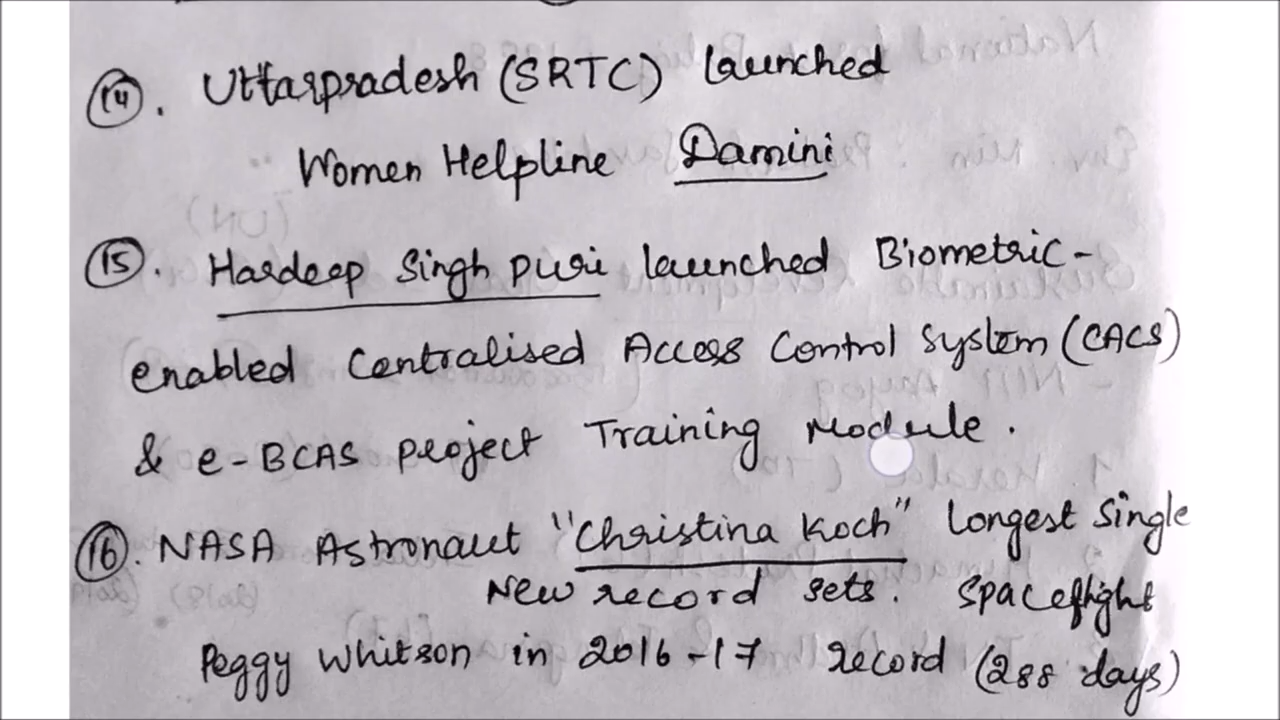 14. Uttarpradesh (SRTC) launched
Women Helpline Damini
15. Hardeep Singh puri launched Biometric-
enabled Centralised Access Control System (CACS)
& e-BCAS project Training Module.
16. NASA Astronaut "Christina Koch" Longest Single
New record sets. Spaceflight
Peggy Whitson in 2016-17 record (288 days)